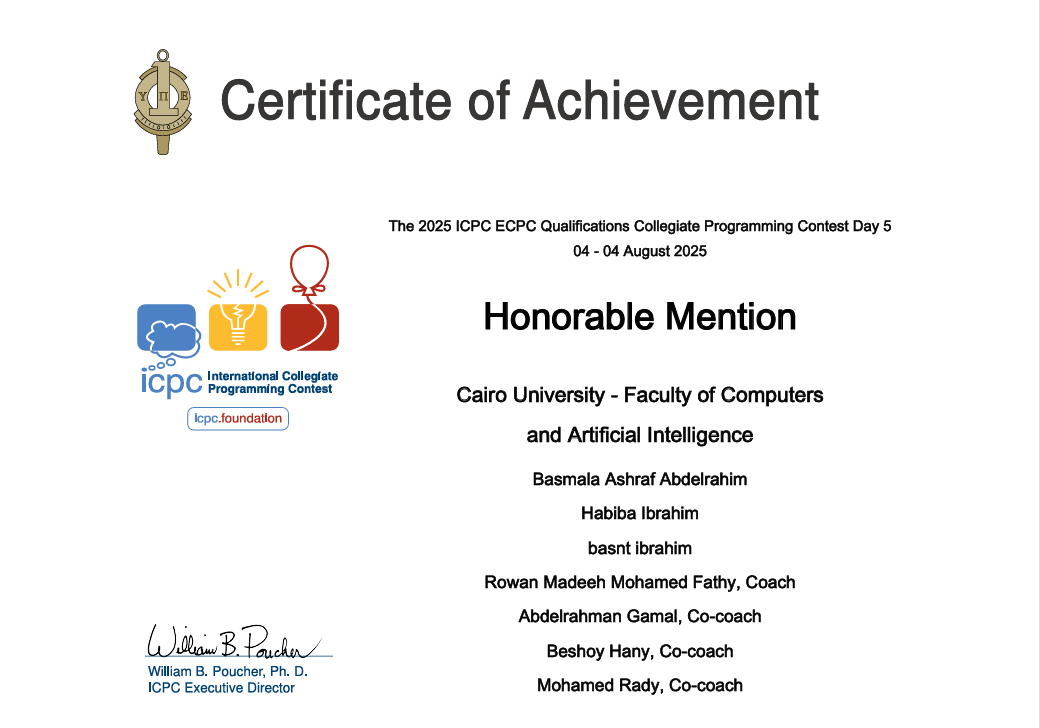 Υ Π Ε
Certificate of Achievement
The 2025 ICPC ECPC Qualifications Collegiate Programming Contest Day 5
04 - 04 August 2025
Honorable Mention
icpc International Collegiate
Programming Contest
icpc.foundation
Cairo University - Faculty of Computers
and Artificial Intelligence
Basmala Ashraf Abdelrahim
Habiba Ibrahim
basnt ibrahim
Rowan Madeeh Mohamed Fathy, Coach
Abdelrahman Gamal, Co-coach
Beshoy Hany, Co-coach
Mohamed Rady, Co-coach
William B. Poucher
William B. Poucher, Ph. D.
ICPC Executive Director